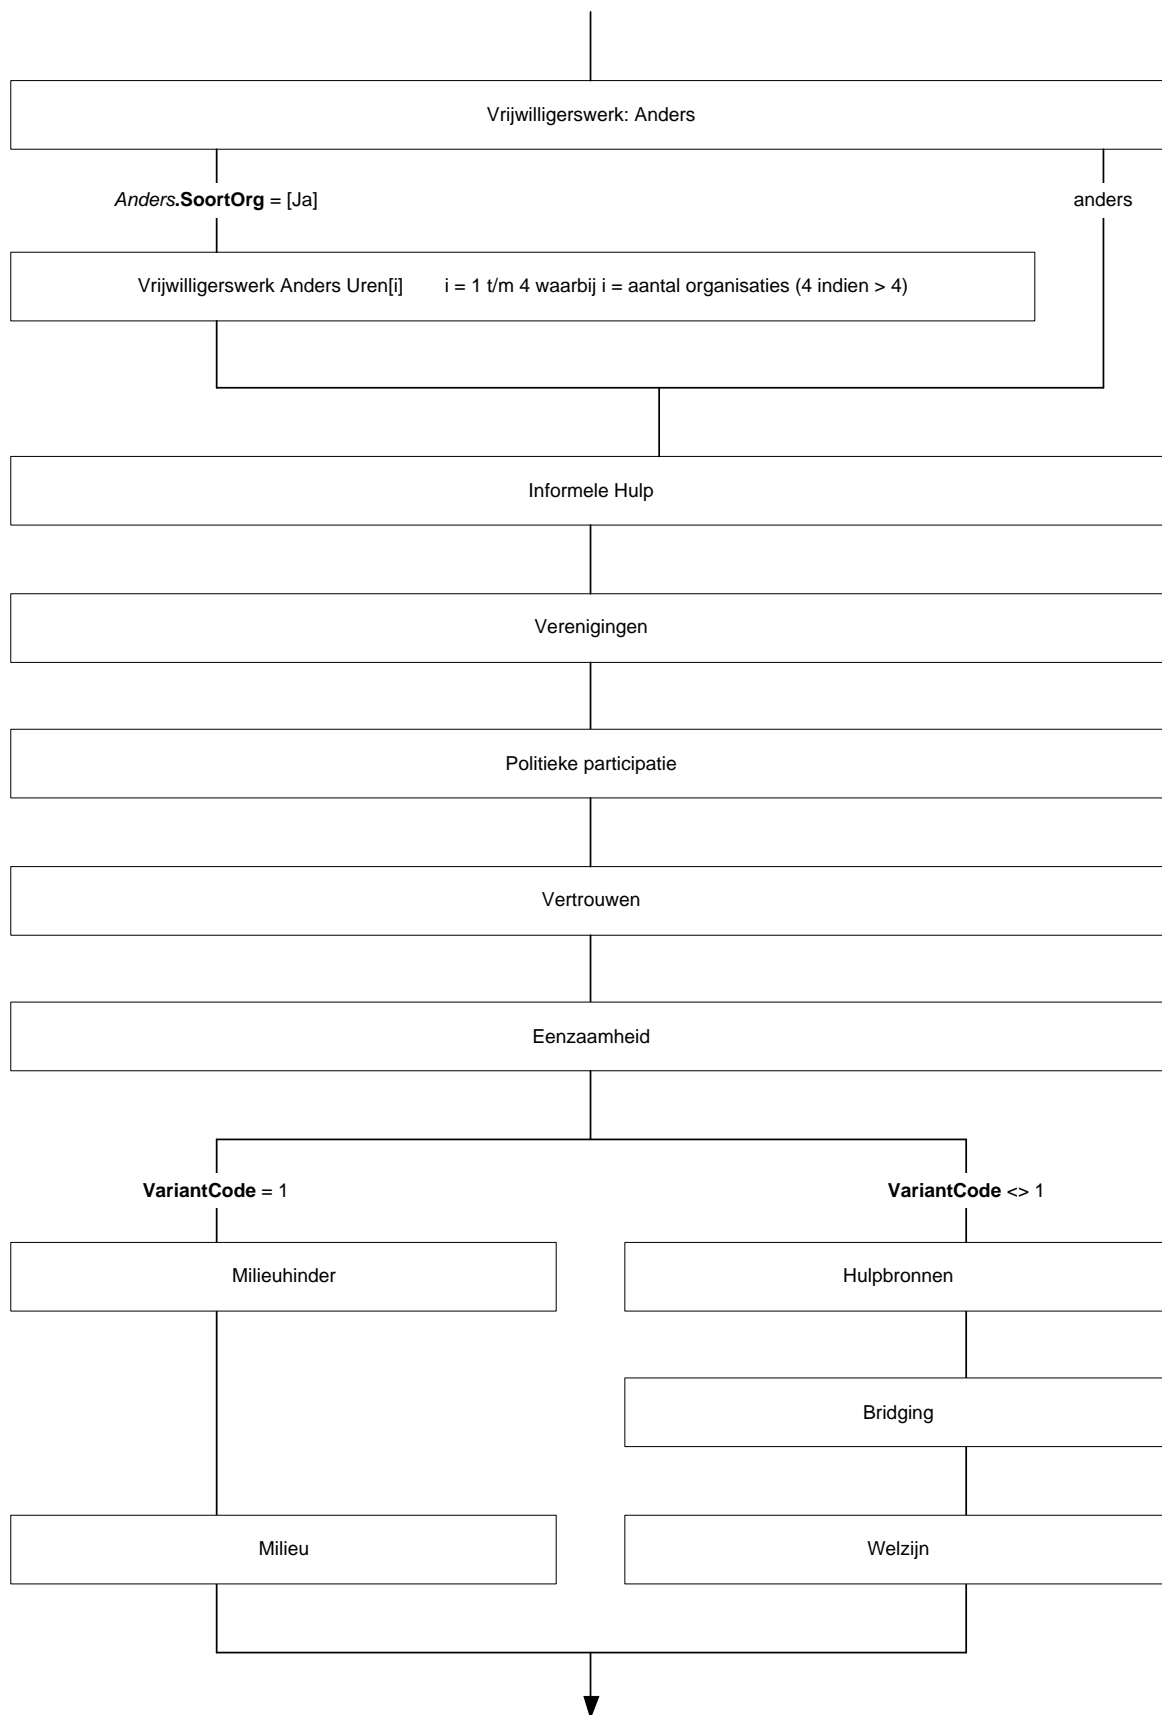 Vrijwilligerswerk: Anders
Anders.SoortOrg = [Ja]
anders
Vrijwilligerswerk Anders Uren[i] i = 1 t/m 4 waarbij i = aantal organisaties (4 indien > 4)
Informele Hulp
Verenigingen
Politieke participatie
Vertrouwen
Eenzaamheid
VariantCode = 1
VariantCode <> 1
Milieuhinder
Hulpbronnen
Bridging
Milieu
Welzijn